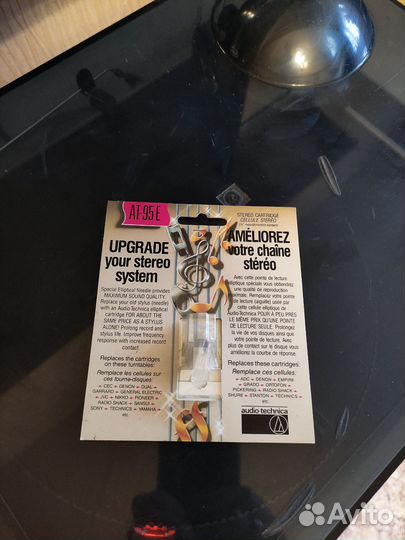 AT-95E
STEREO CARTRIDGE
CELLULE STÉRÉO
UPGRADE
your stereo
system
Special Elliptical Needle provides
MAXIMUM SOUND QUALITY.
Replace your old stylus (needle)
with an Audio-Technica elliptical
cartridge FOR ABOUT THE
SAME PRICE AS A STYLUS
ALONE! Prolong record and
stylus life. Improve frequency
response with increased record
contact.
Replaces the cartridges
on these turntables:
Remplace les cellules sur
ces tourne-disques:
• CEC • DENON • DUAL •
GARRARD • GENERAL ELECTRIC
• JVC • NIKKO • PIONEER •
RADIO SHACK • SANSUI •
SONY • TECHNICS • YAMAHA •
etc.
AMÉLIOREZ
votre chaîne
stéréo
Avec cette pointe de lecture
elliptique spéciale vous obtiendrez
une qualité de reproduction
maximale. Remplacez votre pointe
de lecture (aiguille) usée par
cette cellule elliptique de
Audio-Technica POUR À PEU PRÈS
LE MÊME PRIX QU'UNE POINTE
DE LECTURE SEULE. Prolongez
la vie de vos disques ainsi que
votre pointe de lecture. Avec
plus de contact sur le disque vous
améliorez la courbe de réponse.
Replaces these cartridges:
Remplace ces cellules:
• ADC • DENON • EMPIRE
• GRADO • ORTOFON •
PICKERING • RADIO SHACK •
SHURE • STANTON • TECHNICS •
etc.
audio-technica
Avito